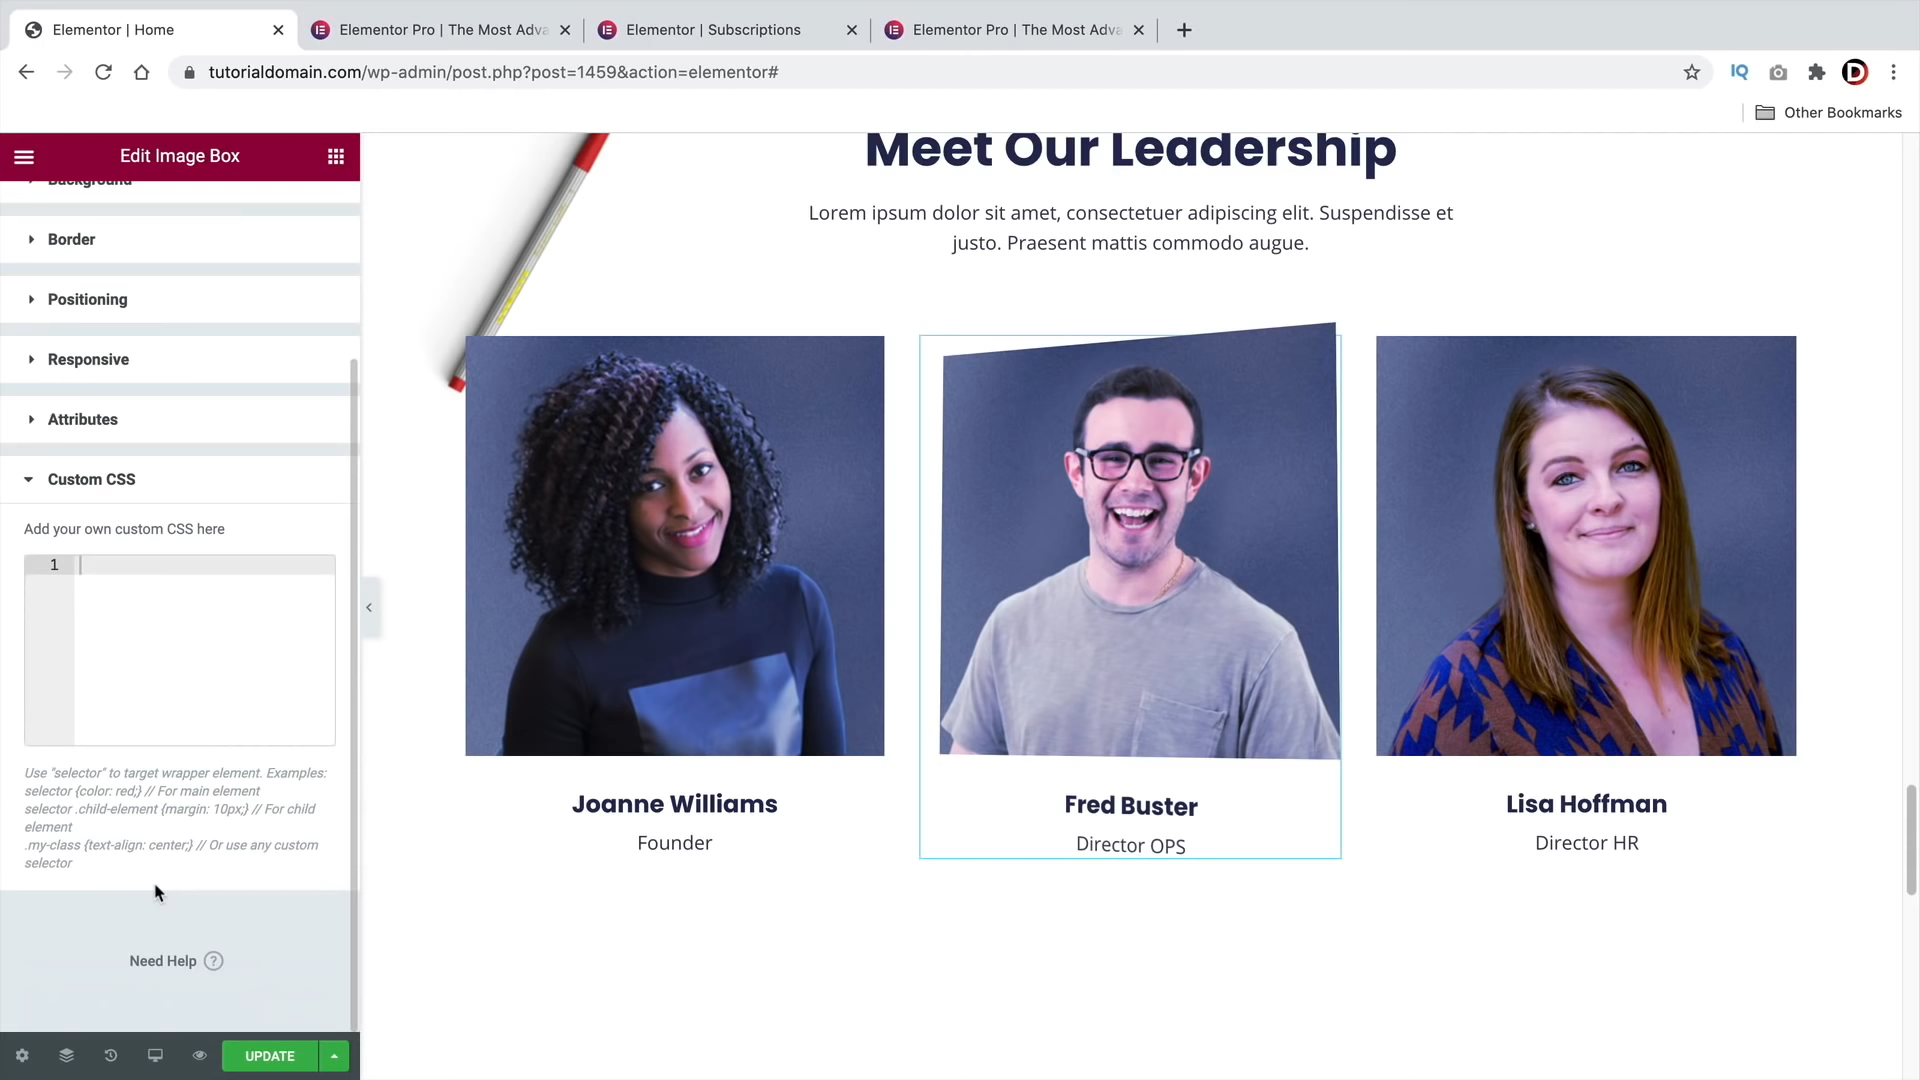 Elementor | Home
Elementor Pro | The Most Adva
Elementor | Subscriptions
Elementor Pro | The Most Adva
tutorialdomain.com/wp-admin/post.php?post=1459&action=elementor#
IQ
D
Other Bookmarks
Edit Image Box
Background
Border
Positioning
Responsive
Attributes
Custom CSS
Add your own custom CSS here
1
Use "selector" to target wrapper element. Examples:
selector {color: red;} // For main element
selector .child-element {margin: 10px;} // For child
element
.my-class {text-align: center;} // Or use any custom
selector
Need Help ?
UPDATE
Meet Our Leadership
Lorem ipsum dolor sit amet, consectetuer adipiscing elit. Suspendisse et
justo. Praesent mattis commodo augue.
Joanne Williams
Founder
Fred Buster
Director OPS
Lisa Hoffman
Director HR